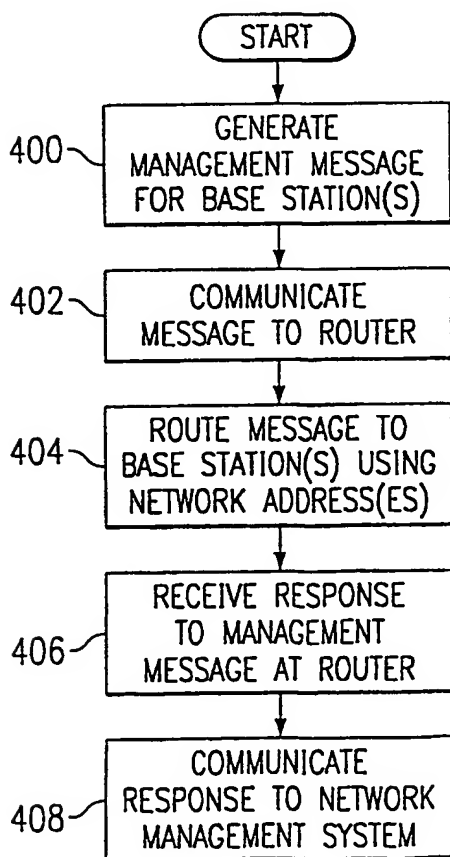 START
400
GENERATE
MANAGEMENT MESSAGE
FOR BASE STATION(S)
402
COMMUNICATE
MESSAGE TO ROUTER
404
ROUTE MESSAGE TO
BASE STATION(S) USING
NETWORK ADDRESS(ES)
406
RECEIVE RESPONSE
TO MANAGEMENT
MESSAGE AT ROUTER
408
COMMUNICATE
RESPONSE TO NETWORK
MANAGEMENT SYSTEM